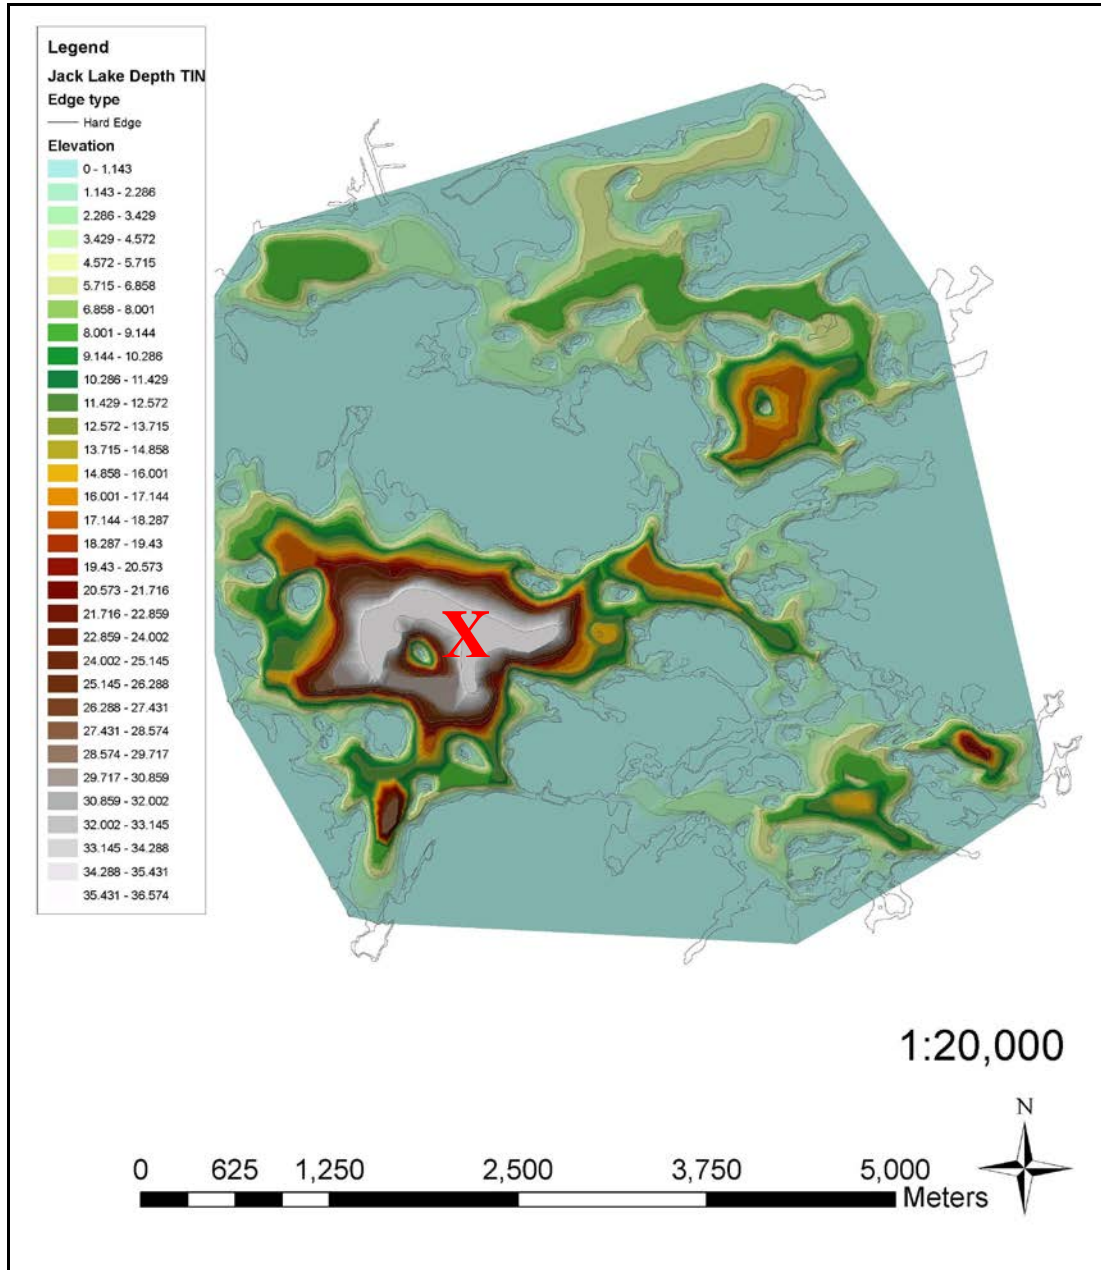 Legend
Jack Lake Depth TIN
Edge type
Hard Edge
Elevation
0 - 1.143
1.143 - 2.286
2.286 - 3.429
3.429 - 4.572
4.572 - 5.715
5.715 - 6.858
6.858 - 8.001
8.001 - 9.144
9.144 - 10.286
10.286 - 11.429
11.429 - 12.572
12.572 - 13.715
13.715 - 14.858
14.858 - 16.001
16.001 - 17.144
17.144 - 18.287
18.287 - 19.43
19.43 - 20.573
20.573 - 21.716
21.716 - 22.859
22.859 - 24.002
24.002 - 25.145
25.145 - 26.288
26.288 - 27.431
27.431 - 28.574
28.574 - 29.717
29.717 - 30.859
30.859 - 32.002
32.002 - 33.145
33.145 - 34.288
34.288 - 35.431
35.431 - 36.574
X
1:20,000
N
0 625 1,250 2,500 3,750 5,000
Meters